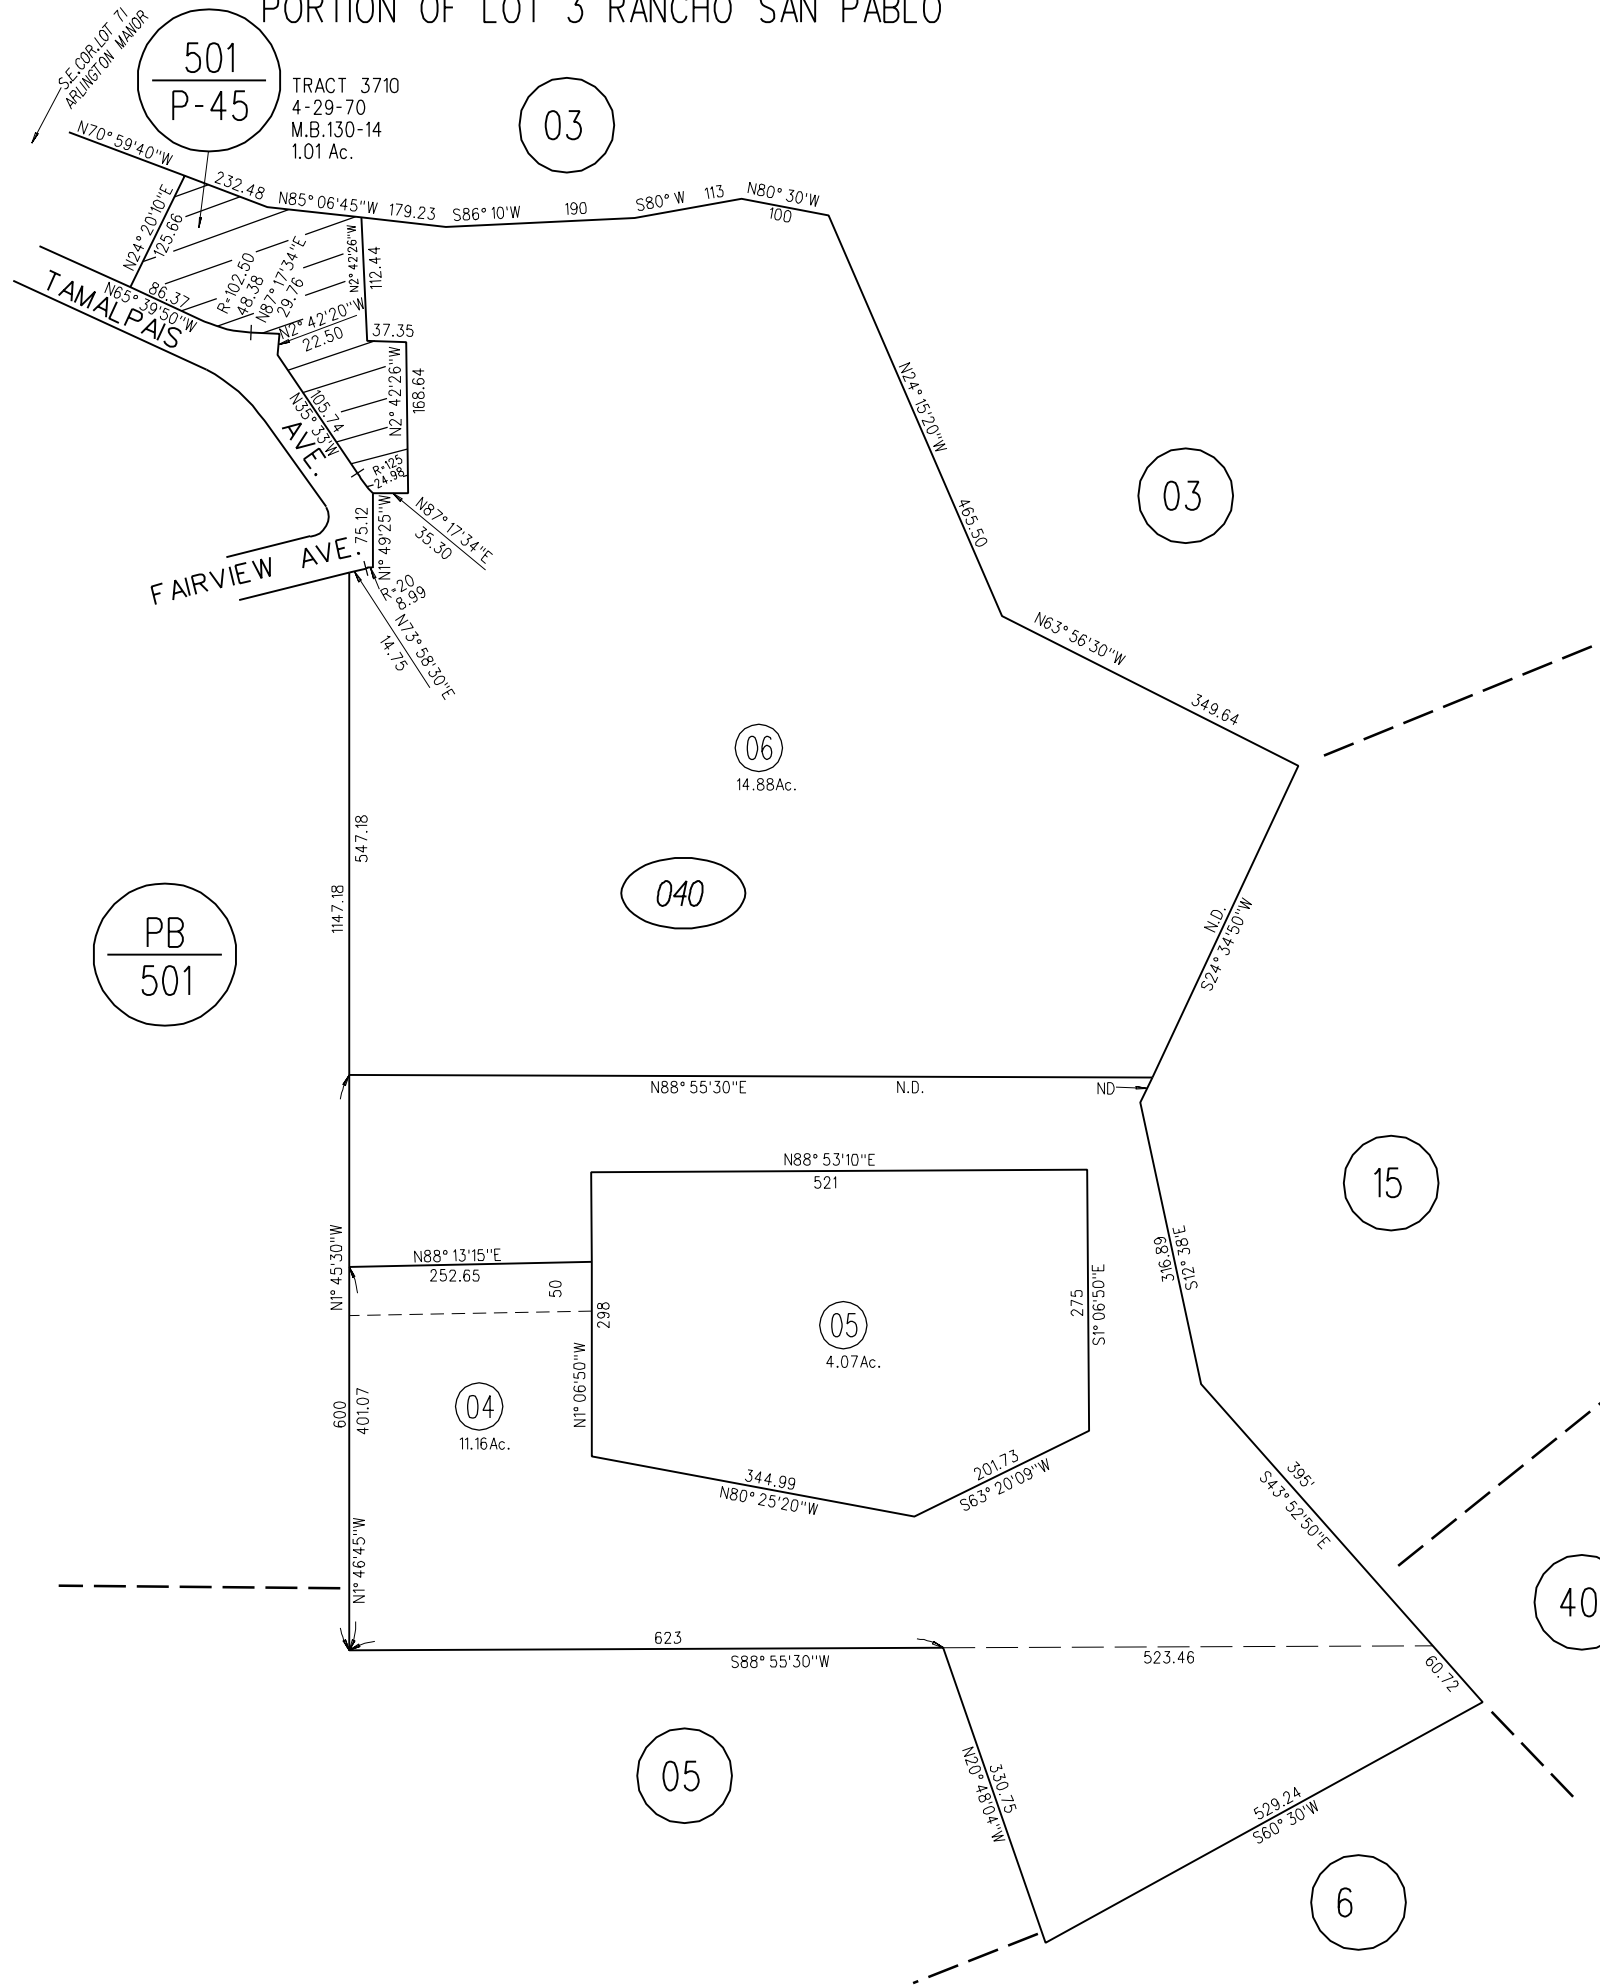 PORTION OF LOT 3 RANCHO SAN PABLO
S.E.COR.LOT 71
ARLINGTON MANOR
501
P-45
TRACT 3710
4-29-70
M.B.130-14
1.01 Ac.
03
N70°59'40"W
232.48
N85°06'45"W
179.23
S86°10'W
190
S80°W
113
N80°30'W
100
N24°20'10"E
125.66
86.37
N65°39'50"W
R=102.50
48.38
N87°17'34"E
29.76
N2°42'26"W
112.44
N2°42'20"W
22.50
37.35
N2°42'26"W
168.64
TAMALPAIS
AVE.
105.74
N35°33'W
R=125
24.98
N87°17'34"E
35.30
75.12
N1°49'25"W
FAIRVIEW AVE.
R=20
8.99
N73°58'30"E
14.75
N24°15'20"W
465.50
03
N63°56'30"W
349.64
06
14.88Ac.
547.18
1147.18
040
PB
501
N.D.
S24°34'50"W
N88°55'30"E
N.D.
ND
N88°53'10"E
521
15
N1°45'30"W
N88°13'15"E
252.65
50
298
N1°06'50"W
05
4.07Ac.
275
S1°06'50"E
316.89
S12°38'E
04
11.16Ac.
600
401.07
344.99
N80°25'20"W
201.73
S63°20'09"W
395'
S43°52'50"E
N1°46'45"W
40
623
S88°55'30"W
523.46
60.72
05
330.75
N20°48'04"W
529.24
S60°30'W
6